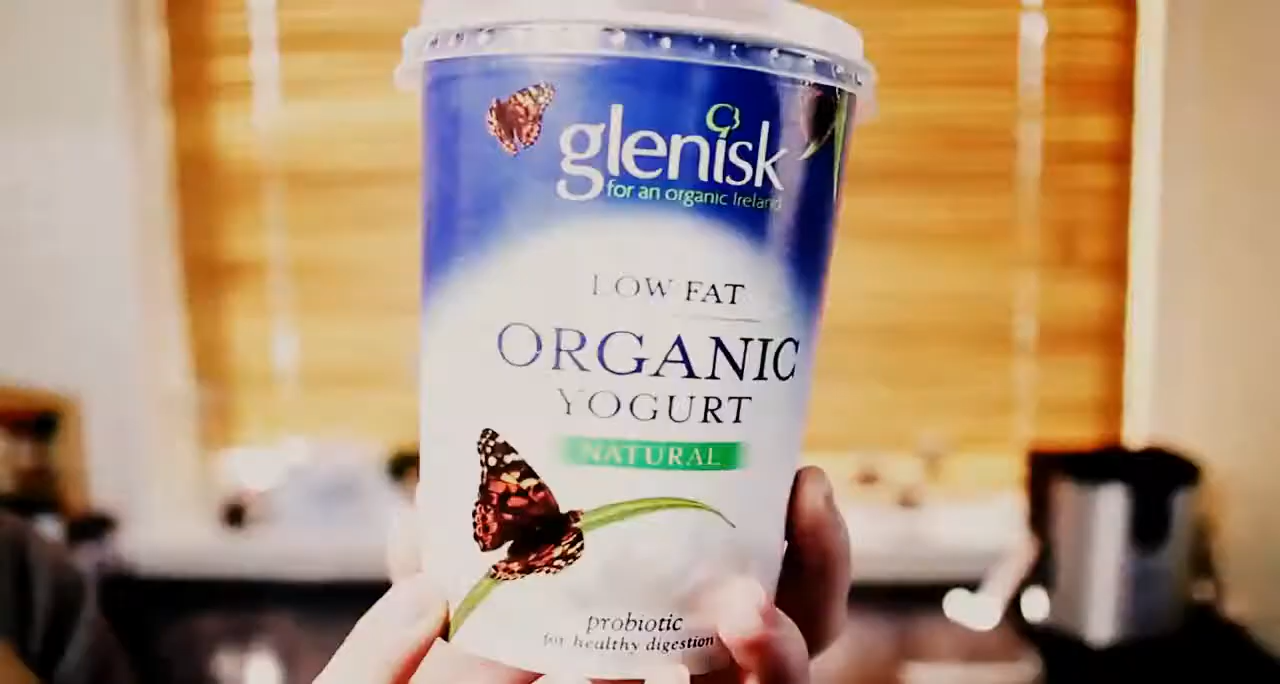 glenisk
for an organic Ireland
LOW FAT
ORGANIC
YOGURT
NATURAL
probiotic
for healthy digestion